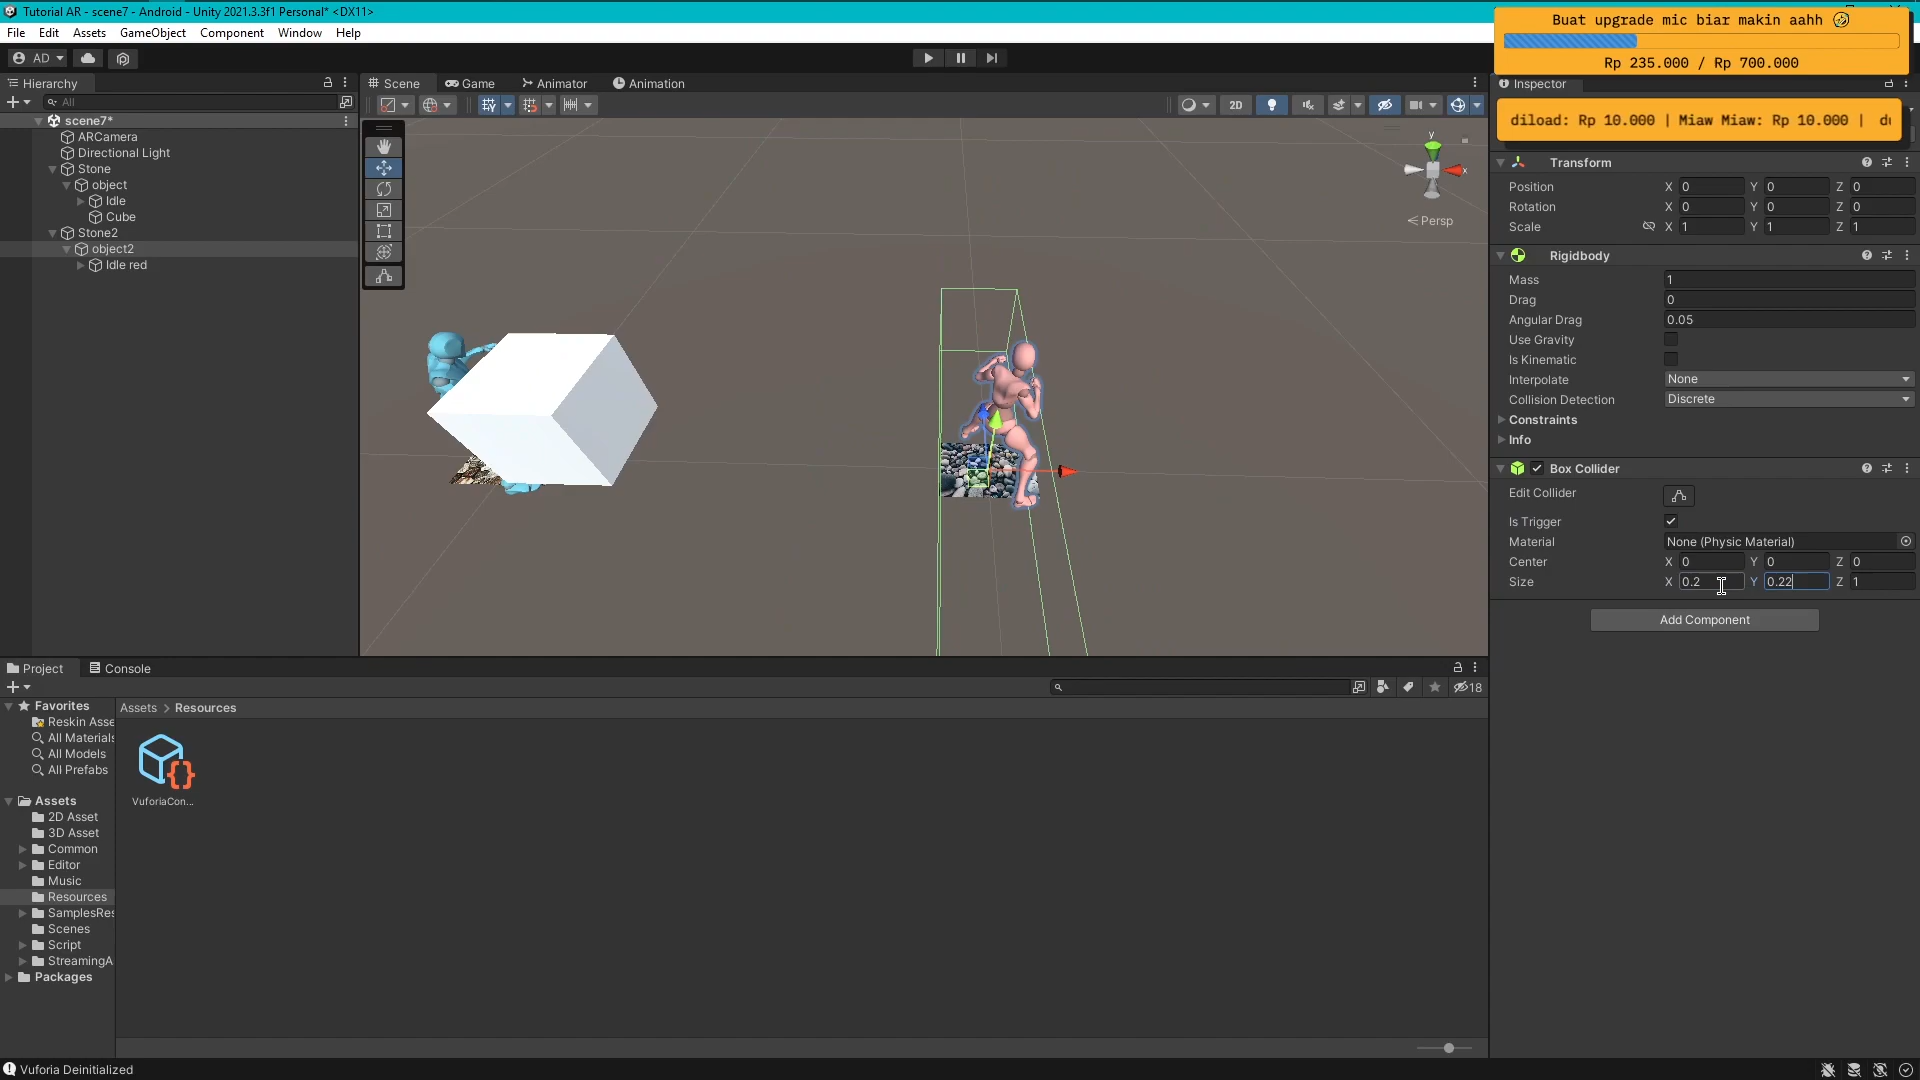 Tutorial AR - scene7 - Android - Unity 2021.3.3f1 Personal* <DX11>
File Edit Assets GameObject Component Window Help
Buat upgrade mic biar makin aahh
Rp 235.000 / Rp 700.000
AD
Hierarchy
Scene
Game
Animator
Animation
Inspector
All
2D
diload: Rp 10.000 | Miaw Miaw: Rp 10.000 |
scene7*
ARCamera
Directional Light
Stone
object
Idle
Cube
Stone2
object2
Idle red
y
x
Persp
Transform
Position X 0 Y 0 Z 0
Rotation X 0 Y 0 Z 0
Scale X 1 Y 1 Z 1
Rigidbody
Mass 1
Drag 0
Angular Drag 0.05
Use Gravity
Is Kinematic
Interpolate None
Collision Detection Discrete
Constraints
Info
Box Collider
Edit Collider
Is Trigger
Material None (Physic Material)
Center X 0 Y 0 Z 0
Size X 0.2 Y 0.22 Z 1
Add Component
Project
Console
18
Favorites
Reskin Asse
All Materials
All Models
All Prefabs
Assets
2D Asset
3D Asset
Common
Editor
Music
Resources
SamplesRes
Scenes
Script
StreamingA
Packages
Assets > Resources
VuforiaCon...
Vuforia Deinitialized